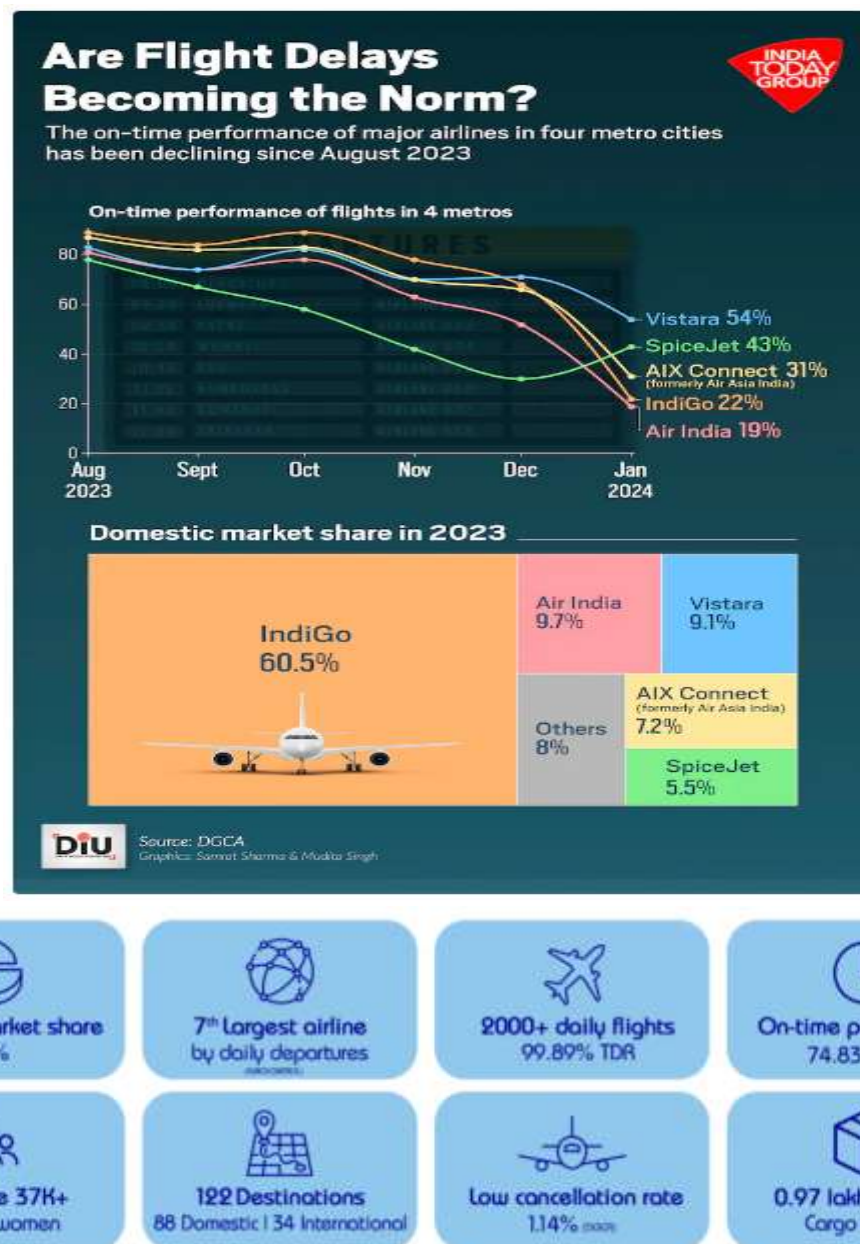 Are Flight Delays
Becoming the Norm?
INDIA
TODAY
GROUP
The on-time performance of major airlines in four metro cities
has been declining since August 2023
On-time performance of flights in 4 metros
80
60
40
20
0
Aug
2023
Sept
Oct
Nov
Dec
Jan
2024
Vistara 54%
SpiceJet 43%
AIX Connect 31%
(formerly Air Asia India)
IndiGo 22%
Air India 19%
Domestic market share in 2023
IndiGo
60.5%
Air India
9.7%
Vistara
9.1%
Others
8%
AIX Connect
(formerly Air Asia India)
7.2%
SpiceJet
5.5%
DiU
Source: DGCA
Graphics: Samrat Sharma & Mudita Singh
rket share
%
7th Largest airline
by daily departures
2000+ daily flights
99.89% TDR
On-time p
74.83
e 37K+
women
122 Destinations
88 Domestic | 34 International
Low cancellation rate
1.14%
0.97 lak
Cargo